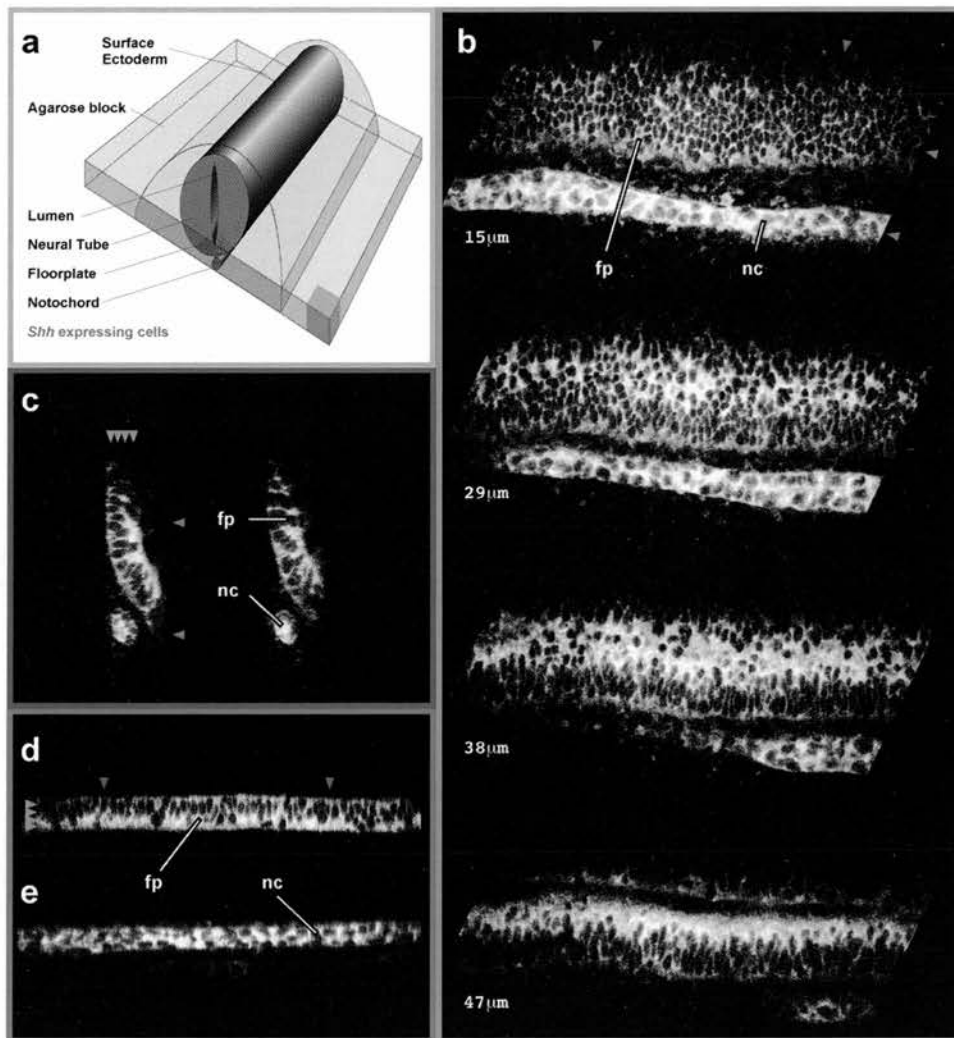 a
Surface
Ectoderm
Agarose block
Lumen
Neural Tube
Floorplate
Notochord
Shh expressing cells
b
15μm
fp
nc
29μm
38μm
47μm
c
fp
nc
d
fp
nc
e